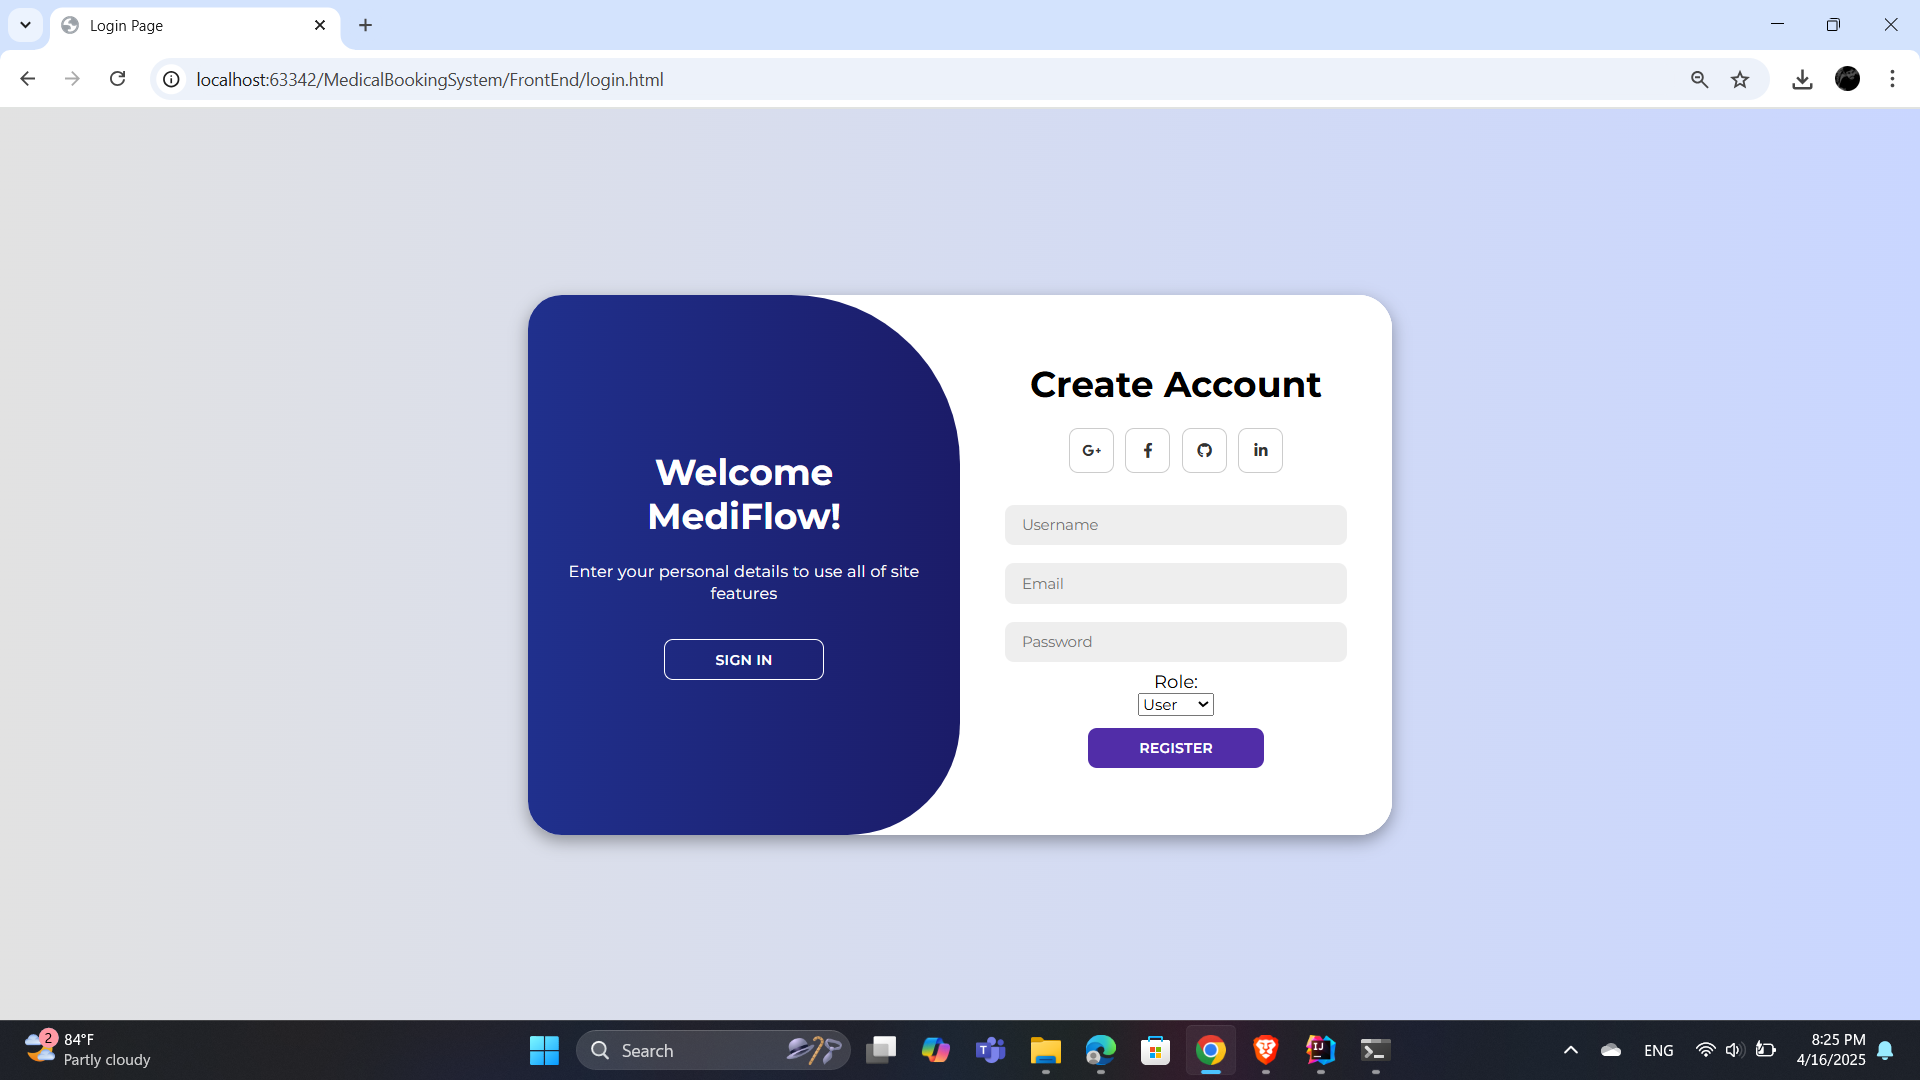 Login Page
localhost:63342/MedicalBookingSystem/FrontEnd/login.html
Welcome
MediFlow!
Enter your personal details to use all of site
features
SIGN IN
Create Account
G+
f
in
Username
Email
Password
Role:
User
REGISTER
2
84°F
Partly cloudy
Search
T
IJ
ENG
8:25 PM
4/16/2025